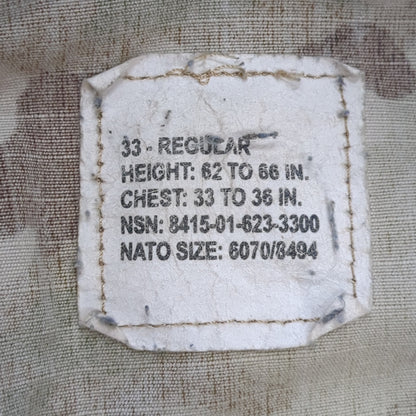 33 - REGULAR
HEIGHT: 62 TO 66 IN.
CHEST: 33 TO 36 IN.
NSN: 8415-01-623-3300
NATO SIZE: 6070/8494